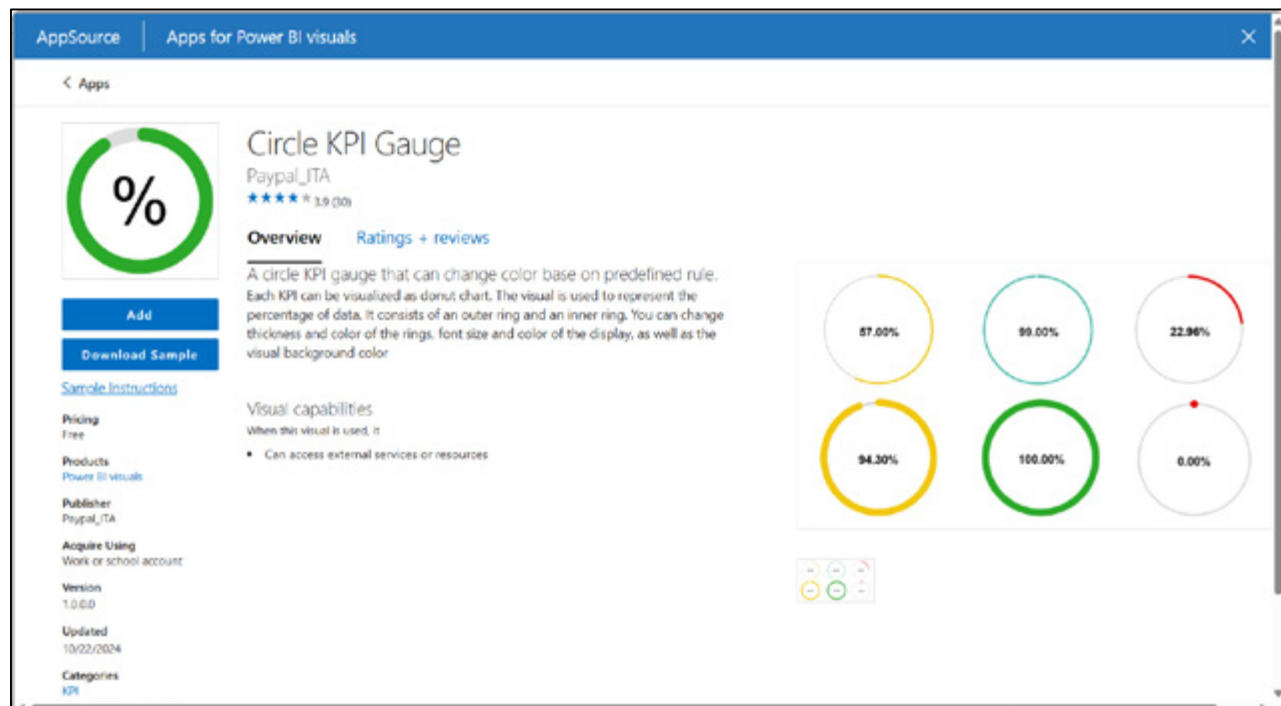 AppSource
Apps for Power BI visuals
< Apps
%
Circle KPI Gauge
Paypal_ITA
3.9 (30)
Overview
Ratings + reviews
A circle KPI gauge that can change color base on predefined rule.
Each KPI can be visualized as donut chart. The visual is used to represent the
percentage of data. It consists of an outer ring and an inner ring. You can change
thickness and color of the rings, font size and color of the display, as well as the
visual background color
Visual capabilities
When this visual is used, it
• Can access external services or resources
Add
Download Sample
Sample Instructions
Pricing
Free
Products
Power BI visuals
Publisher
Paypal_ITA
Acquire Using
Work or school account
Version
1.0.0.0
Updated
10/22/2024
Categories
KPI
57.00%
99.00%
22.96%
94.30%
100.00%
0.00%